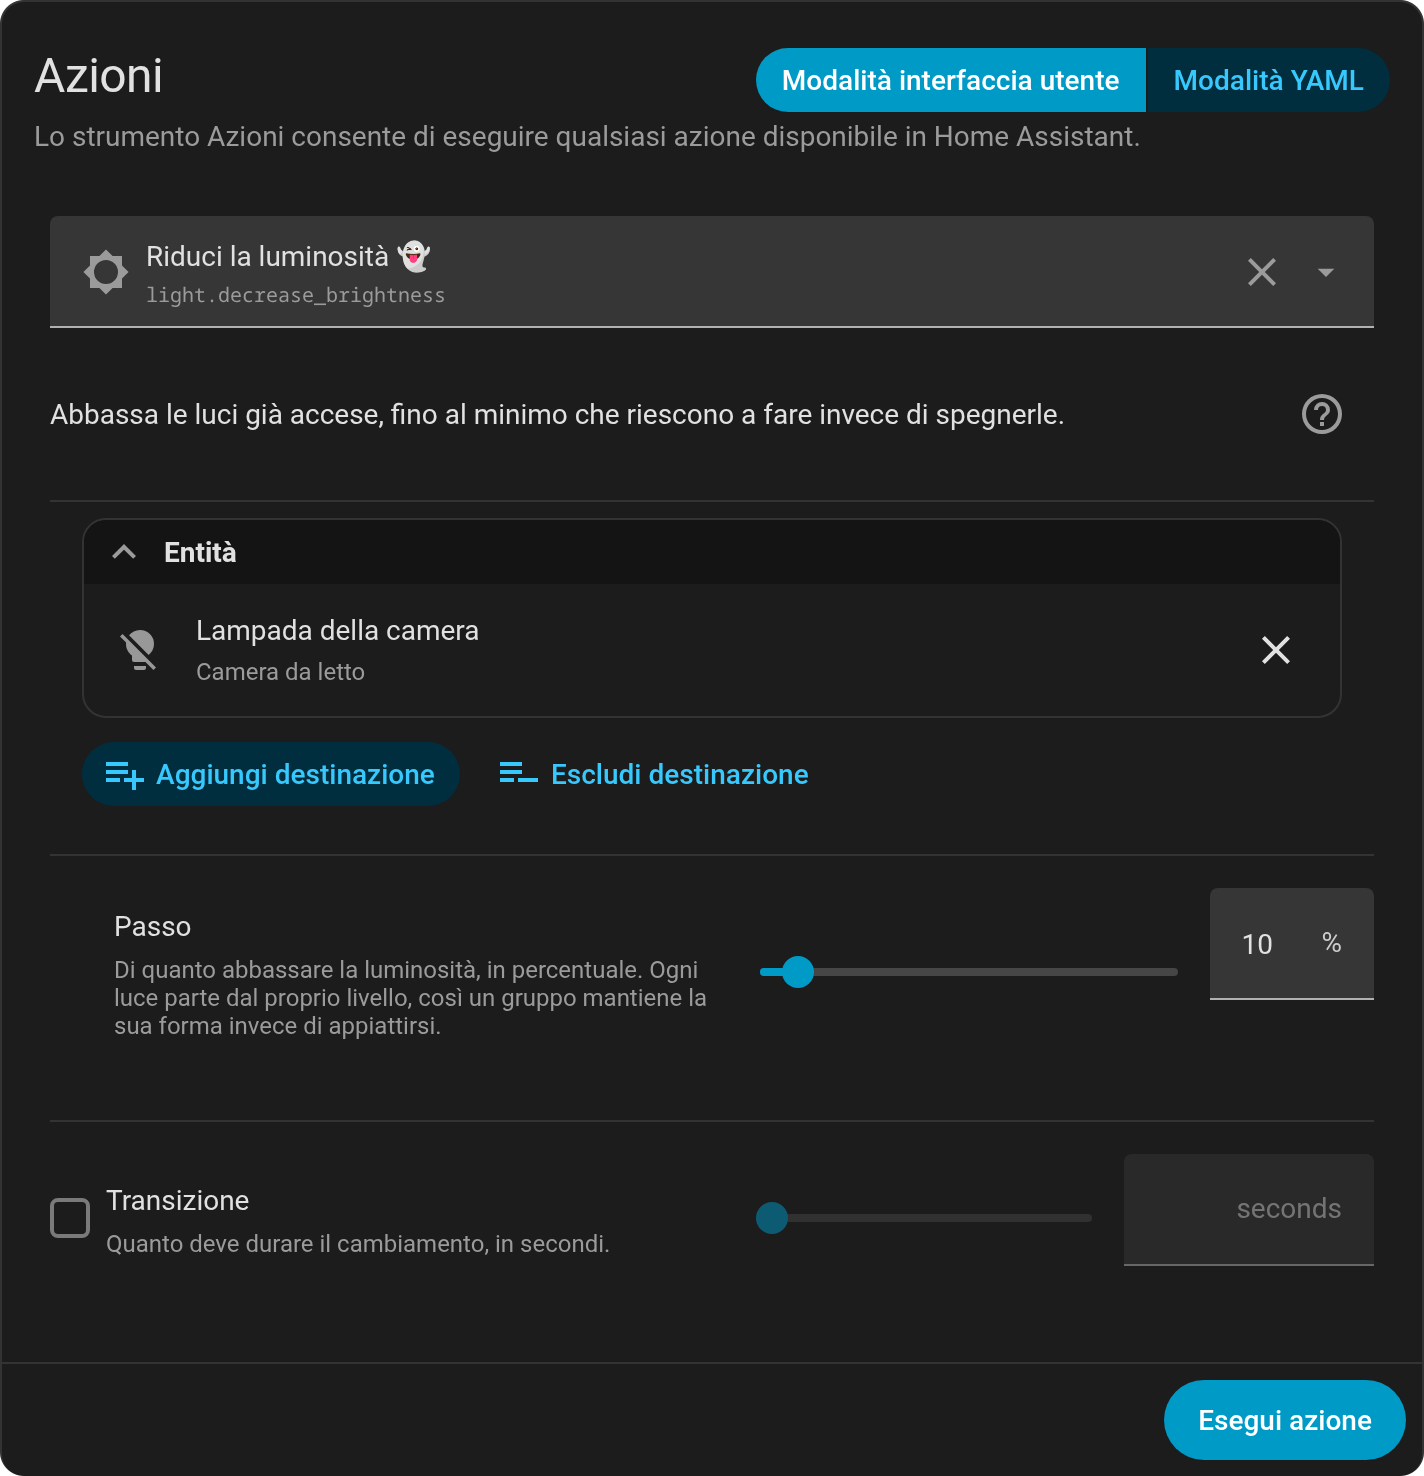 Azioni
Modalità interfaccia utente
Modalità YAML
Lo strumento Azioni consente di eseguire qualsiasi azione disponibile in Home Assistant.
Riduci la luminosità 👻
light.decrease_brightness
Abbassa le luci già accese, fino al minimo che riescono a fare invece di spegnerle.
Entità
Lampada della camera
Camera da letto
Aggiungi destinazione
Escludi destinazione
Passo
Di quanto abbassare la luminosità, in percentuale. Ogni
luce parte dal proprio livello, così un gruppo mantiene la
sua forma invece di appiattirsi.
10 %
Transizione
Quanto deve durare il cambiamento, in secondi.
seconds
Esegui azione